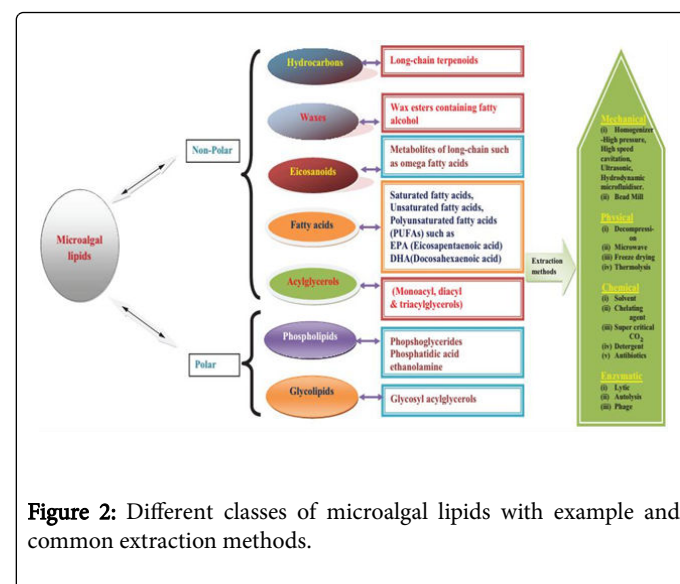 Microalgal
lipids
Non-Polar
Polar
Hydrocarbons
Long-chain terpenoids
Waxes
Wax esters containing fatty
alcohol
Eicosanoids
Metabolites of long-chain such
as omega fatty acids
Fatty acids
Saturated fatty acids,
Unsaturated fatty acids,
Polyunsaturated fatty acids
(PUFAs) such as
EPA (Eicosapentaenoic acid)
DHA(Docosahexaenoic acid)
Acylglycerols
(Monoacyl, diacyl
& triacylglycerols)
Phospholipids
Phopshoglycerides
Phosphatidic acid
ethanolamine
Glycolipids
Glycosyl acylglycerols
Extraction
methods
Mechanical
(i) Homogenizer
-High pressure,
High speed
cavitation,
Ultrasonic,
Hydrodynamic
microfluidiser.
(ii) Bead Mill
Physical
(i) Decompressi-
on
(ii) Microwave
(iii) Freeze drying
(iv) Thermolysis
Chemical
(i) Solvent
(ii) Chelating
agent
(iii) Super critical
CO2
(iv) Detergent
(v) Antibiotics
Enzymatic
(i) Lytic
(ii) Autolysis
(iii) Phage
Figure 2: Different classes of microalgal lipids with example and
common extraction methods.